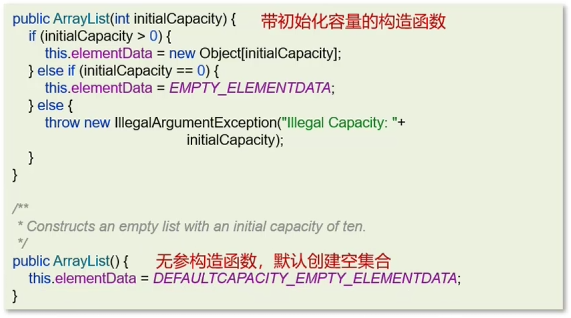 public ArrayList(int initialCapacity) { 带初始化容量的构造函数
if (initialCapacity > 0) {
this.elementData = new Object[initialCapacity];
} else if (initialCapacity == 0) {
this.elementData = EMPTY_ELEMENTDATA;
} else {
throw new IllegalArgumentException("Illegal Capacity: "+
initialCapacity);
}
}
/**
* Constructs an empty list with an initial capacity of ten.
*/
public ArrayList() { 无参构造函数，默认创建空集合
this.elementData = DEFAULTCAPACITY_EMPTY_ELEMENTDATA;
}